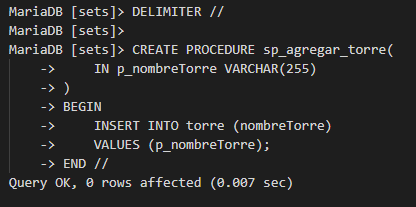 MariaDB [sets]> DELIMITER //
MariaDB [sets]>
MariaDB [sets]> CREATE PROCEDURE sp_agregar_torre(
    ->     IN p_nombreTorre VARCHAR(255)
    -> )
    -> BEGIN
    ->     INSERT INTO torre (nombreTorre)
    ->     VALUES (p_nombreTorre);
    -> END //
Query OK, 0 rows affected (0.007 sec)